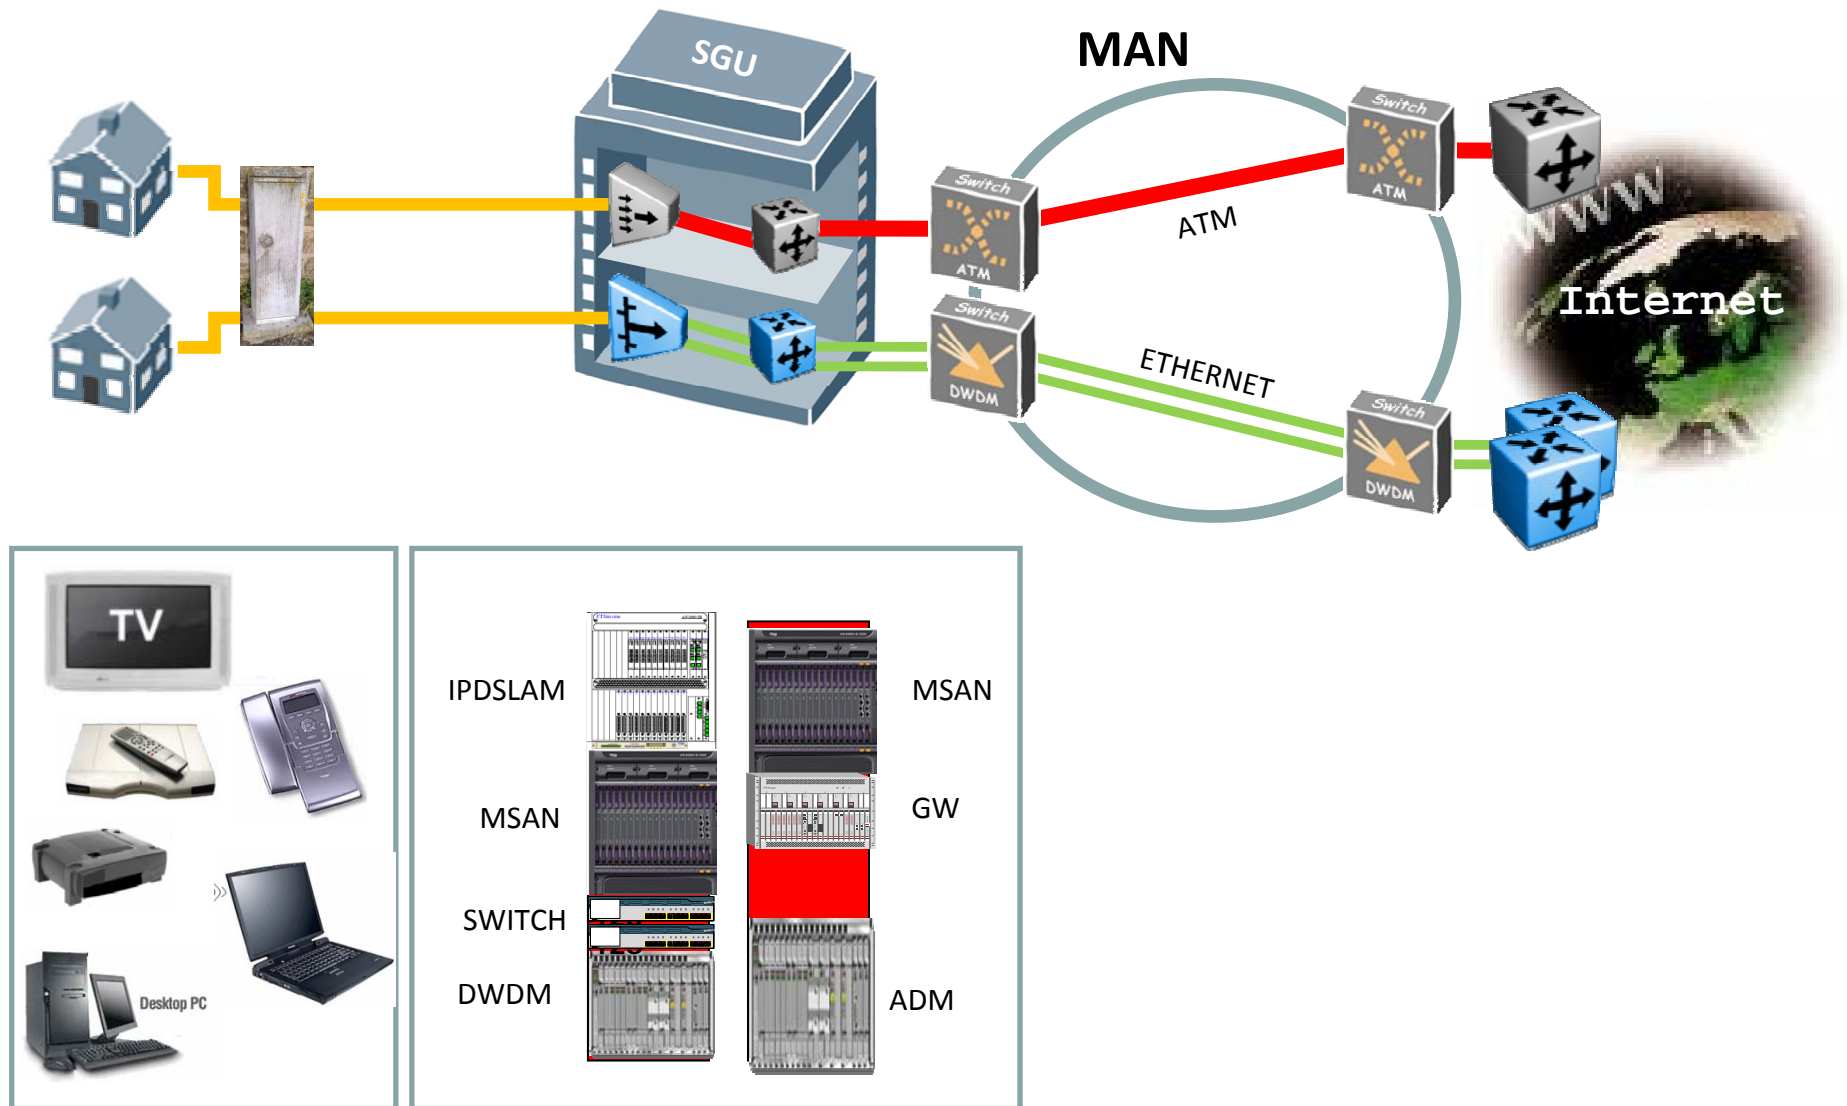 MAN
SGU
Switch
ATM
Switch
ATM
ATM
WWW
Internet
Switch
DWDM
ETHERNET
Switch
DWDM
TV
Desktop PC
IPDSLAM
MSAN
MSAN
GW
SWITCH
DWDM
ADM